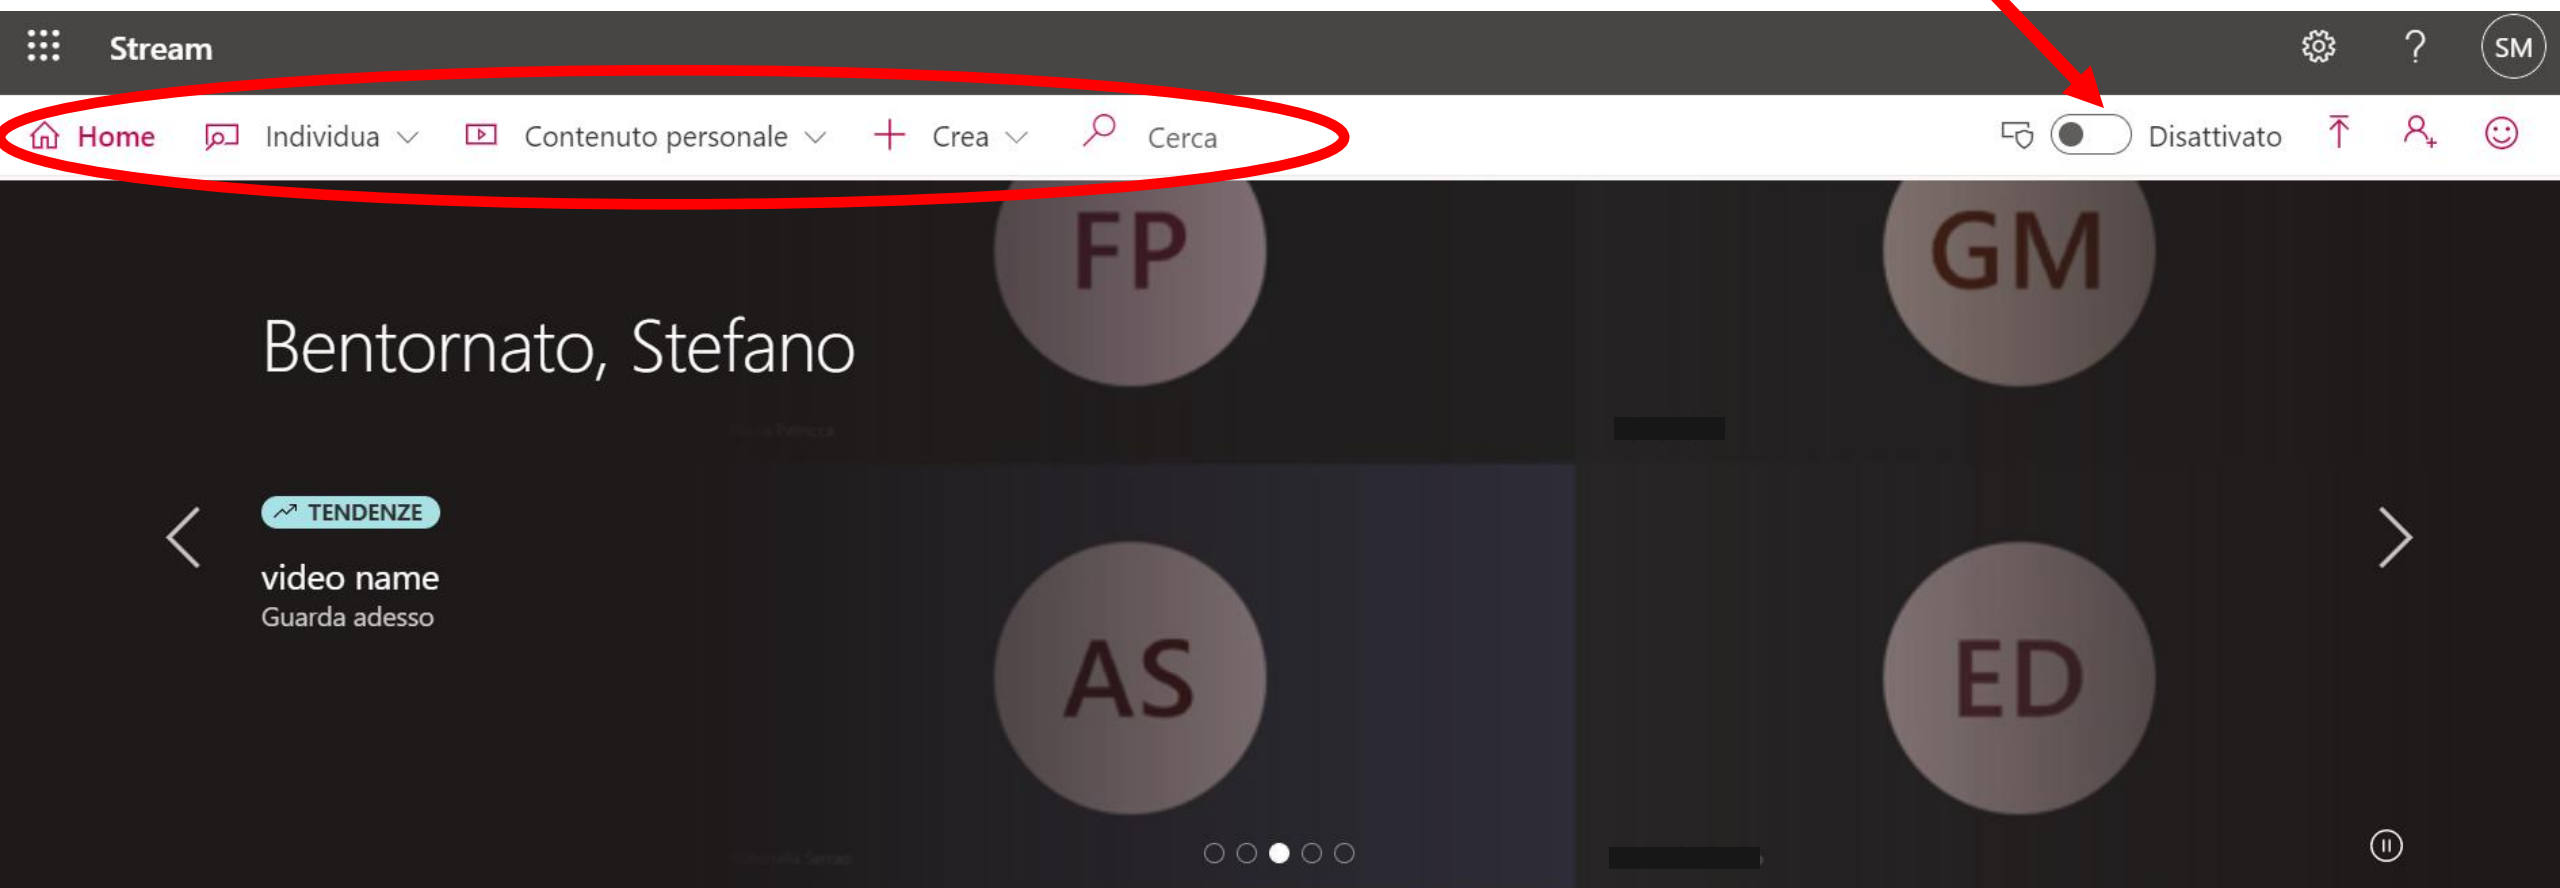 Stream
SM
Home Individua Contenuto personale Crea Cerca
Disattivato
FP GM
Bentornato, Stefano
TENDENZE
video name
Guarda adesso
AS ED